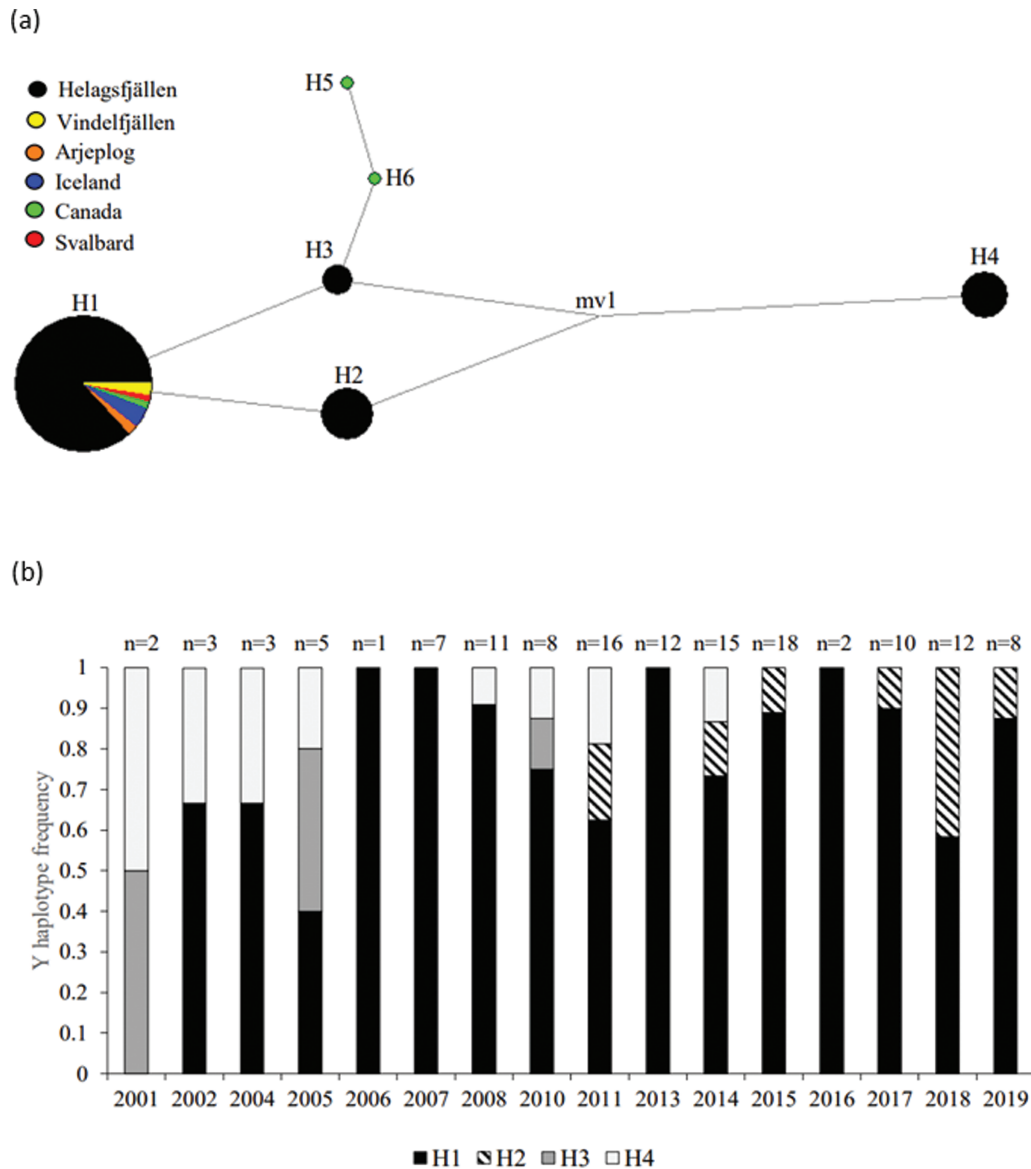 (a)
Helagsfjällen
Vindelfjällen
Arjeplog
Iceland
Canada
Svalbard
H5
H6
H3
H1
mv1
H4
H2
(b)
n=2 n=3 n=3 n=5 n=1 n=7 n=11 n=8 n=16 n=12 n=15 n=18 n=2 n=10 n=12 n=8
Y haplotype frequency
1
0.9
0.8
0.7
0.6
0.5
0.4
0.3
0.2
0.1
0
2001 2002 2004 2005 2006 2007 2008 2010 2011 2013 2014 2015 2016 2017 2018 2019
H1 H2 H3 H4